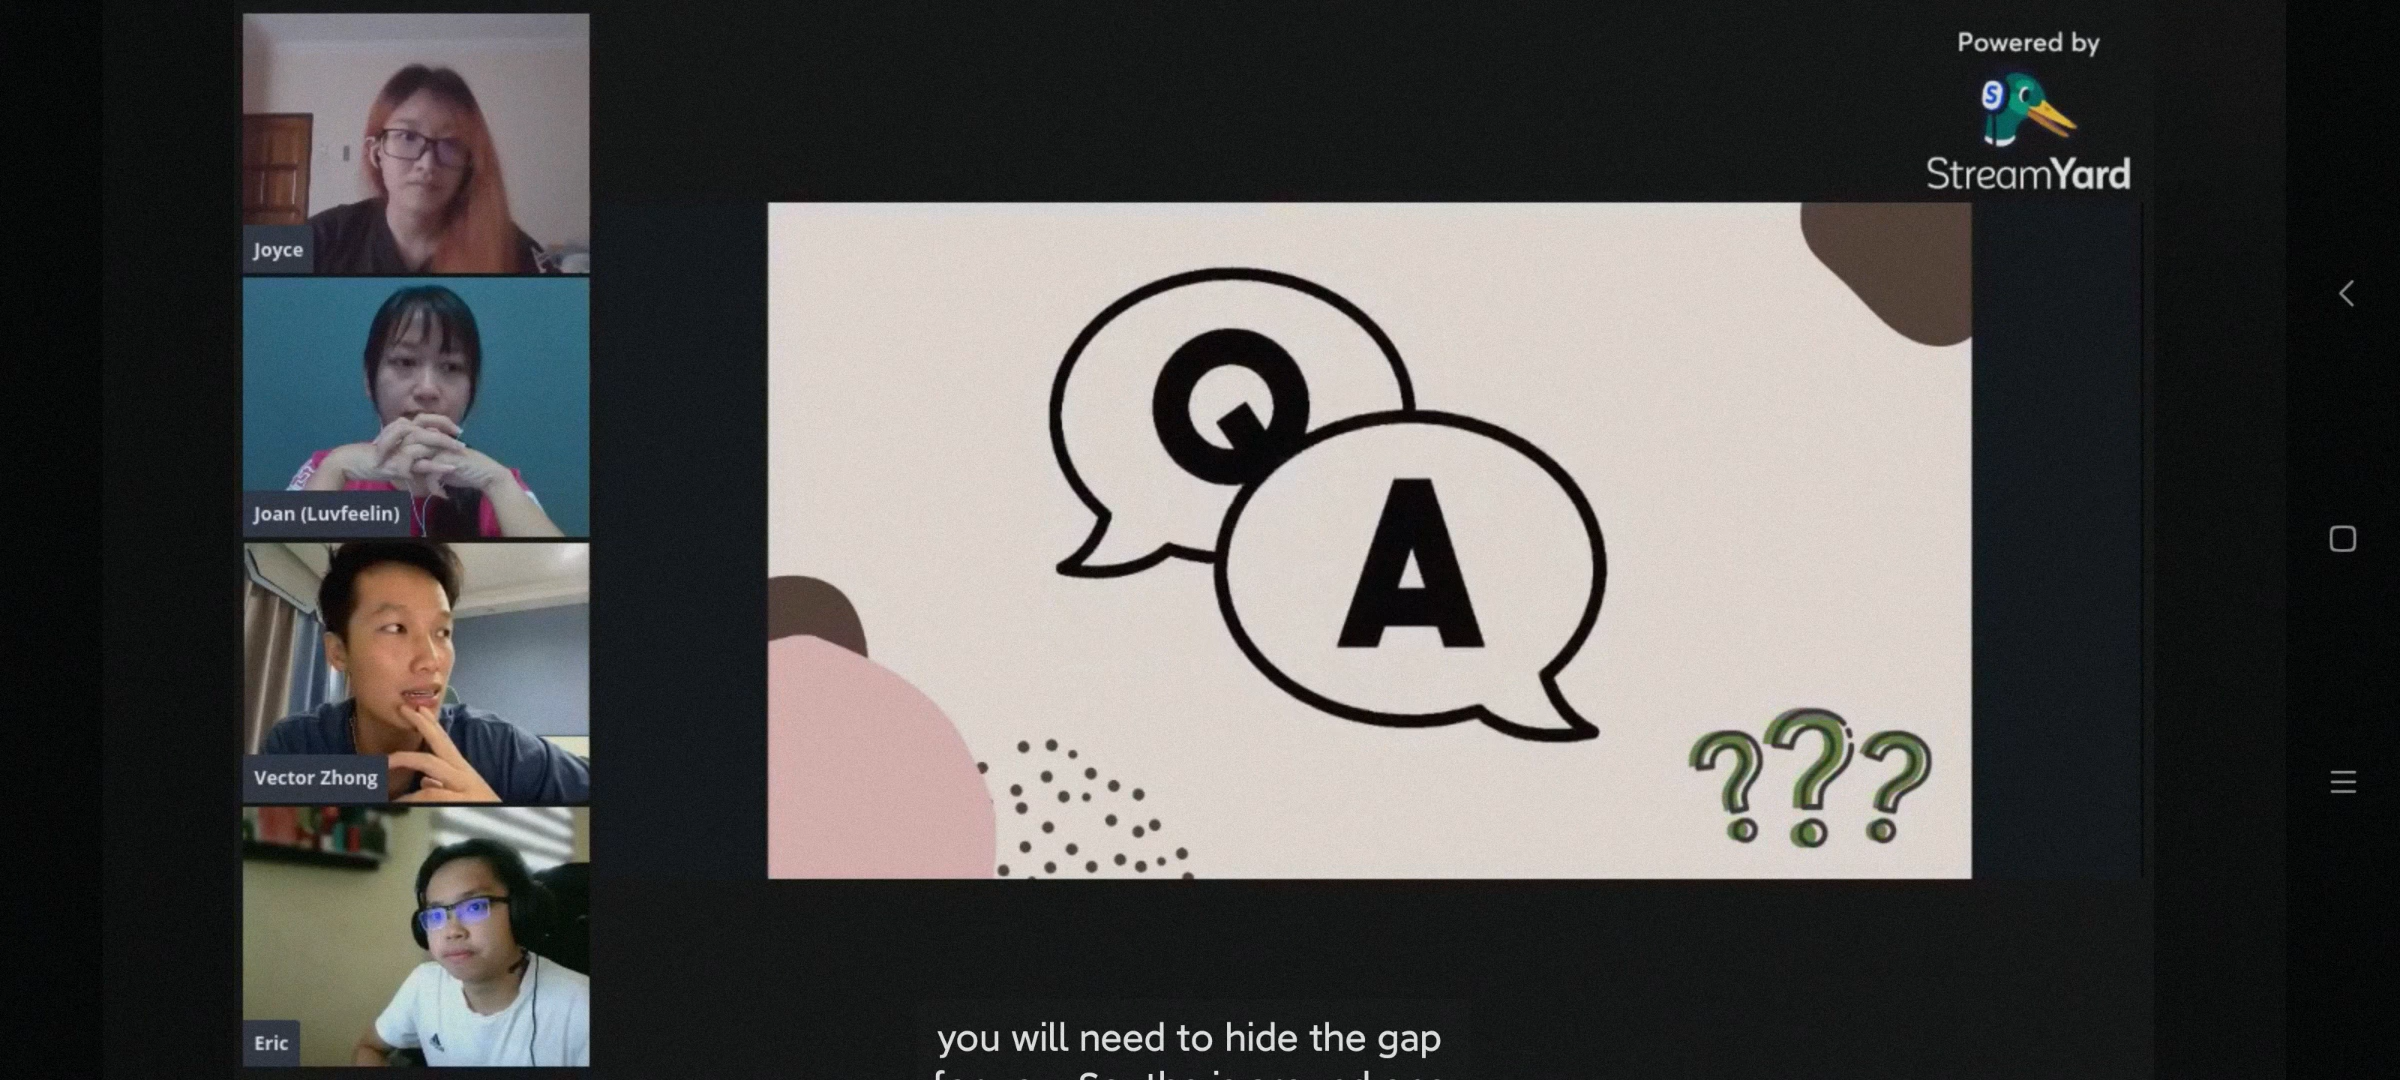 Powered by
S
StreamYard
Joyce
Joan (Luvfeelin)
Vector Zhong
Eric
Q
A
???
you will need to hide the gap